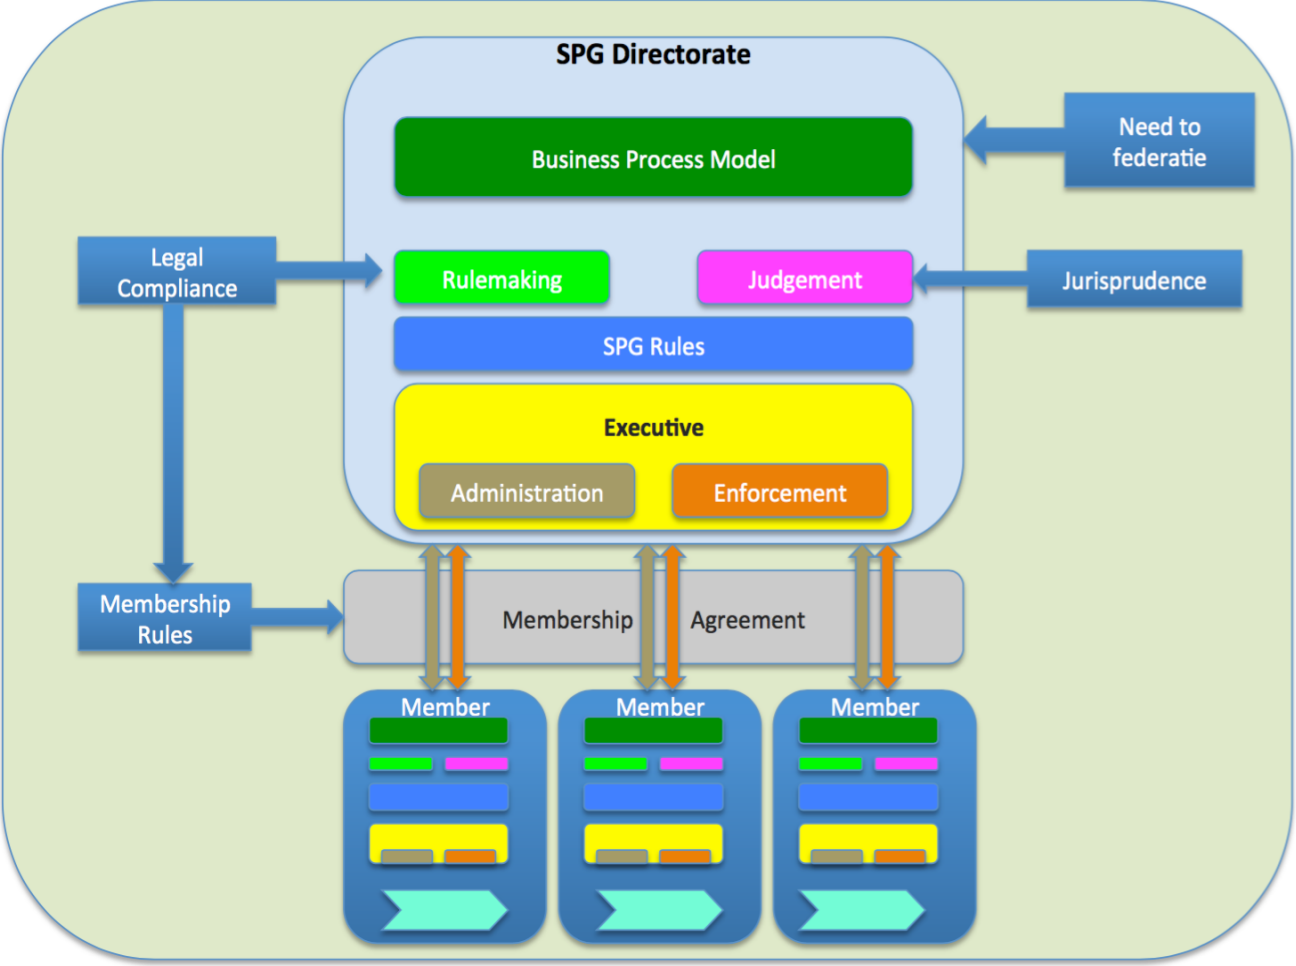 SPG Directorate
Business Process Model
Need to
federatie
Legal
Compliance
Rulemaking
Judgement
Jurisprudence
SPG Rules
Executive
Administration
Enforcement
Membership
Rules
Membership Agreement
Member
Member
Member